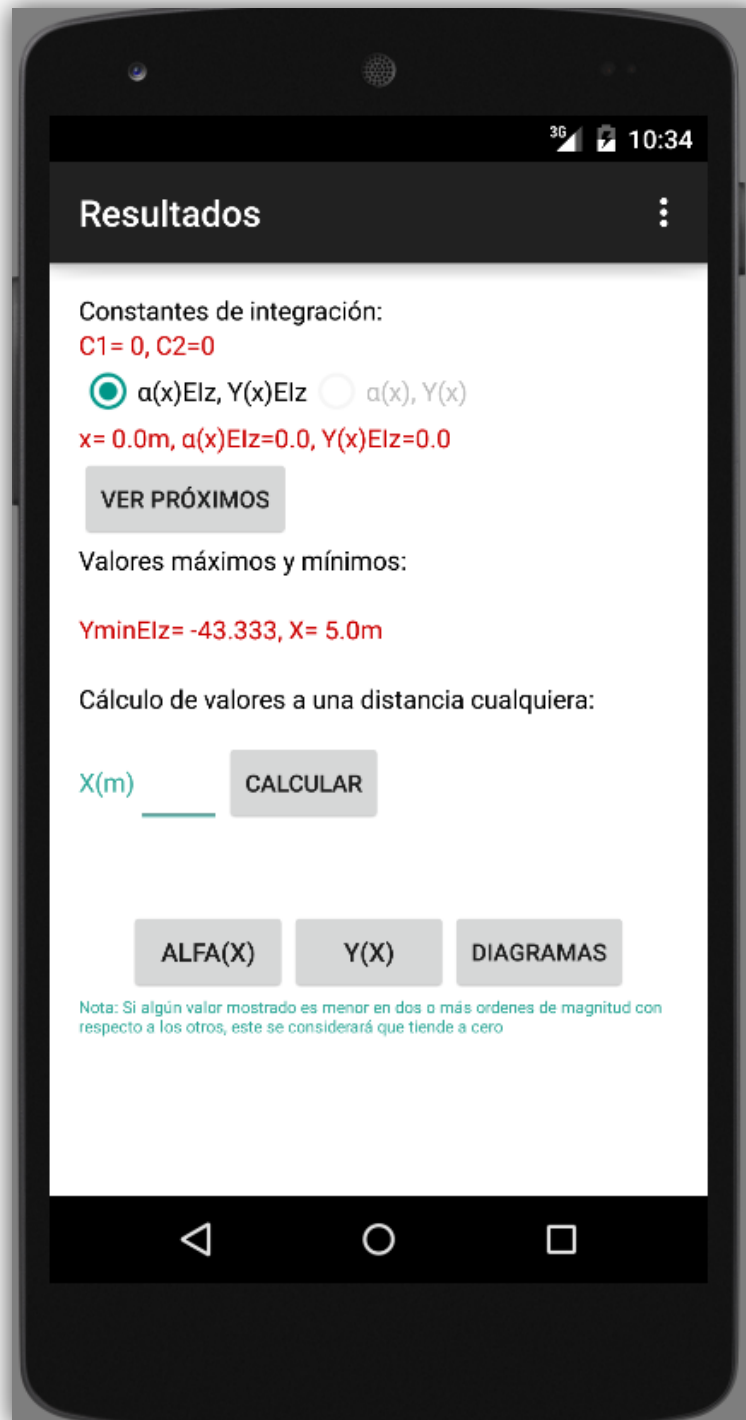 3G 10:34
Resultados
Constantes de integración:
C1= 0, C2=0
α(x)EIz, Y(x)EIz α(x), Y(x)
x= 0.0m, α(x)EIz=0.0, Y(x)EIz=0.0
VER PRÓXIMOS
Valores máximos y mínimos:
YminEIz= -43.333, X= 5.0m
Cálculo de valores a una distancia cualquiera:
X(m) CALCULAR
ALFA(X) Y(X) DIAGRAMAS
Nota: Si algún valor mostrado es menor en dos o más ordenes de magnitud con
respecto a los otros, este se considerará que tiende a cero